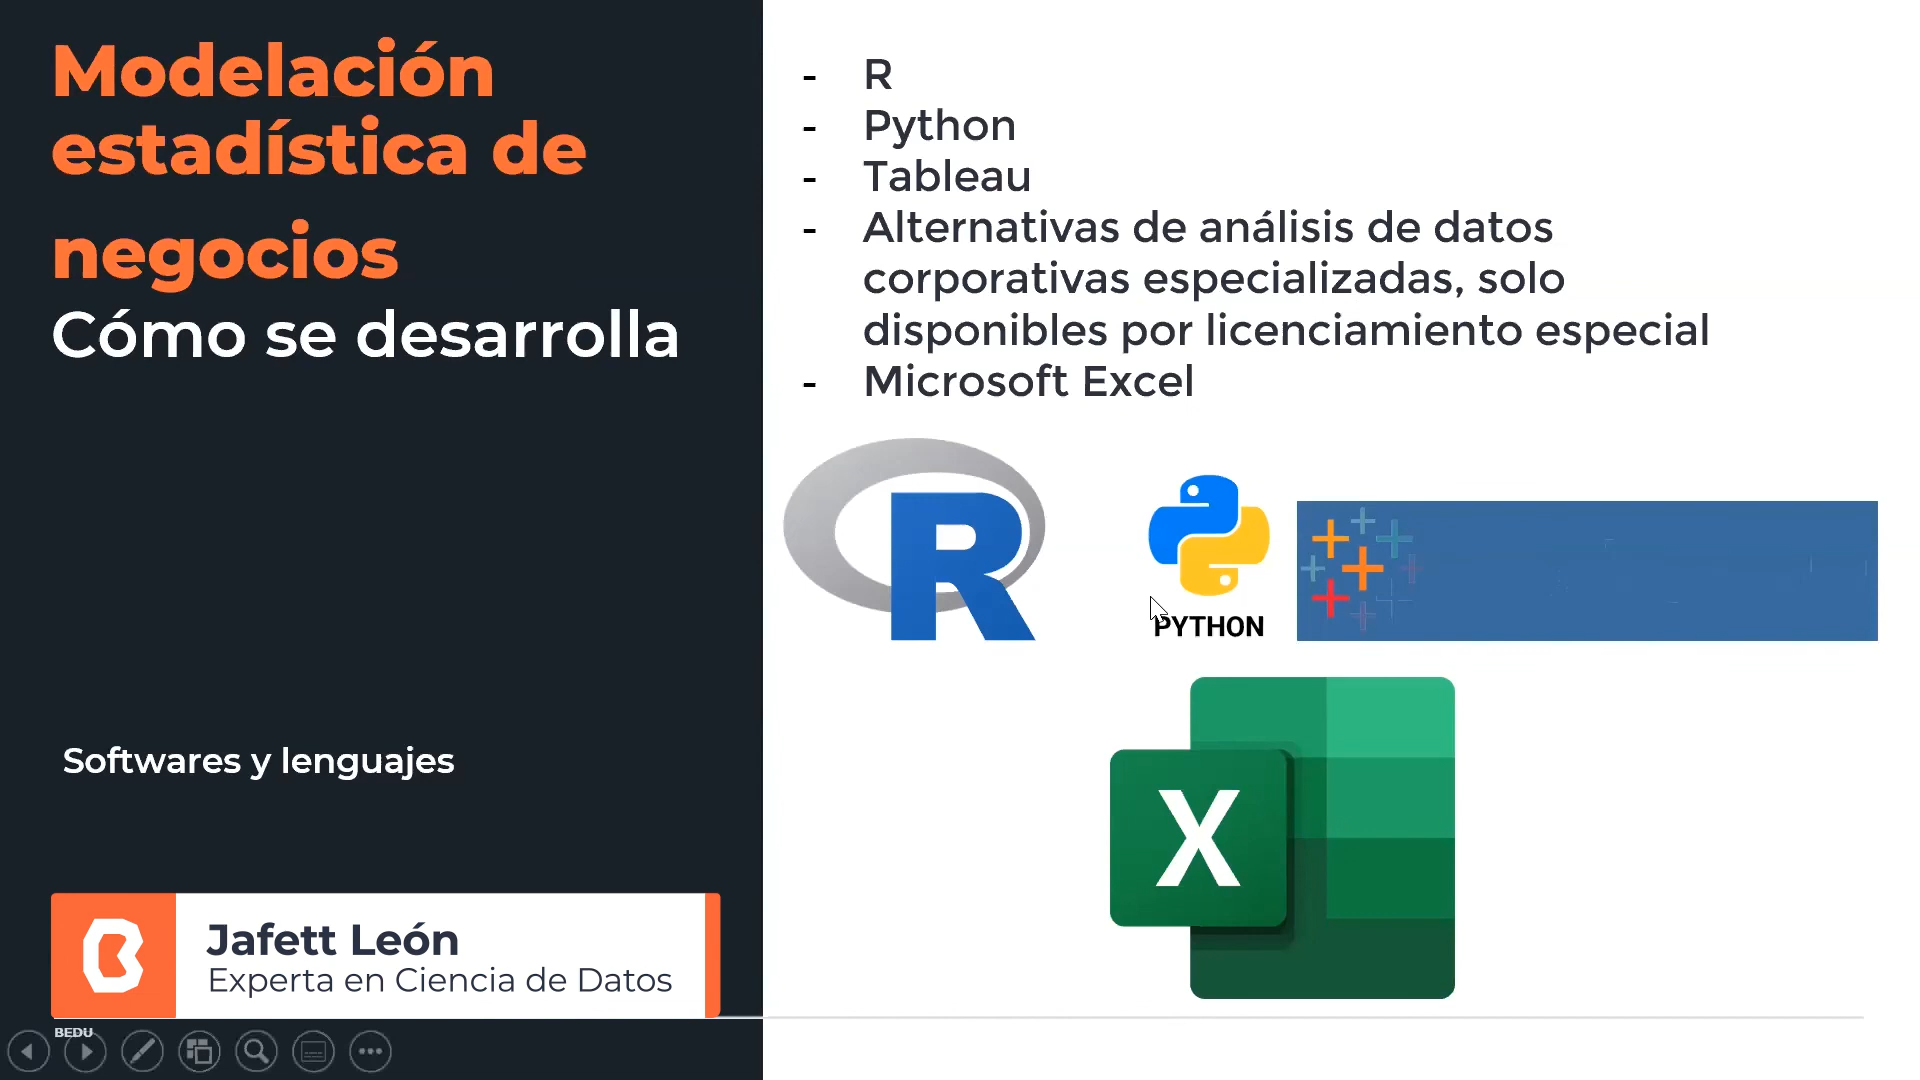 Modelación
estadística de
negocios
Cómo se desarrolla
Softwares y lenguajes
Jafett León
Experta en Ciencia de Datos
BEDU
- R
- Python
- Tableau
- Alternativas de análisis de datos
corporativas especializadas, solo
disponibles por licenciamiento especial
- Microsoft Excel
R
PYTHON
X